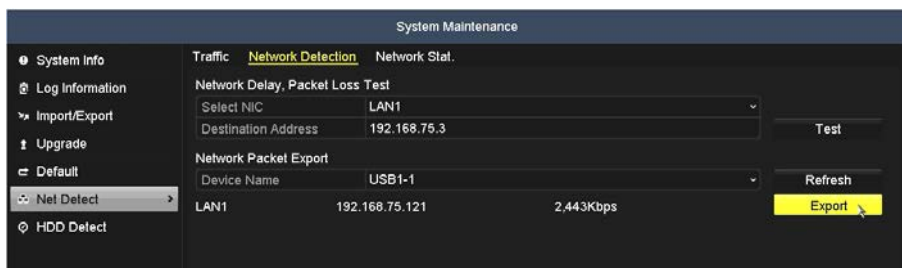 System Maintenance
System Info
Log Information
Import/Export
Upgrade
Default
Net Detect
HDD Detect
Traffic Network Detection Network Stat.
Network Delay, Packet Loss Test
Select NIC LAN1
Destination Address 192.168.75.3 Test
Network Packet Export
Device Name USB1-1 Refresh
LAN1 192.168.75.121 2,443Kbps Export